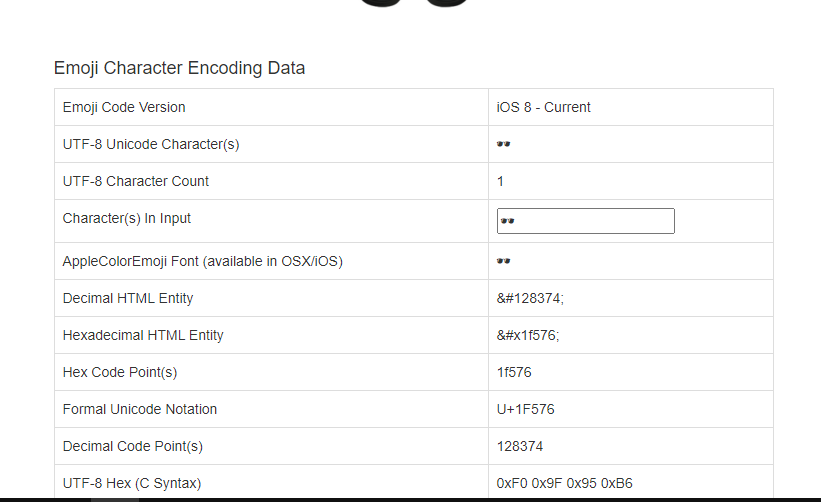 Emoji Character Encoding Data
Emoji Code Version iOS 8 - Current
UTF-8 Unicode Character(s) 🕶
UTF-8 Character Count 1
Character(s) In Input 🕶
AppleColorEmoji Font (available in OSX/iOS) 🕶
Decimal HTML Entity &#128374;
Hexadecimal HTML Entity &#x1f576;
Hex Code Point(s) 1f576
Formal Unicode Notation U+1F576
Decimal Code Point(s) 128374
UTF-8 Hex (C Syntax) 0xF0 0x9F 0x95 0xB6